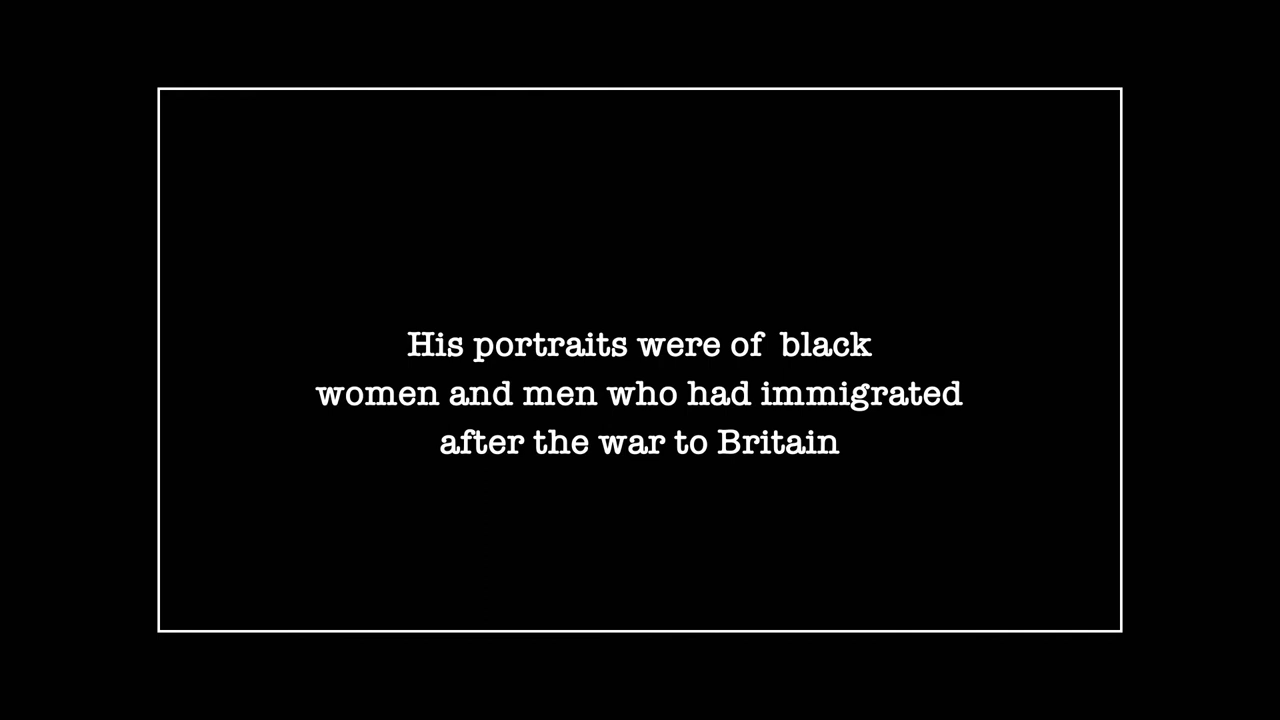 His portraits were of  black
women and men who had immigrated
after the war to Britain